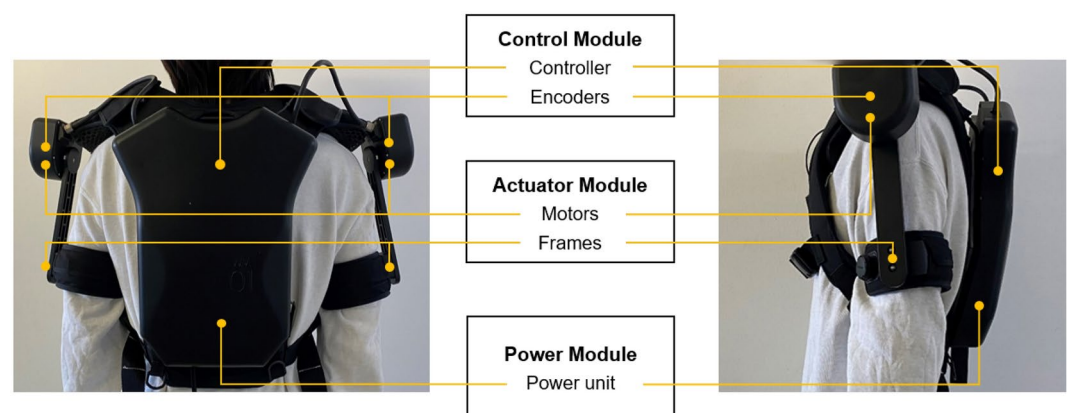 Control Module
Controller
Encoders
Actuator Module
Motors
Frames
Power Module
Power unit